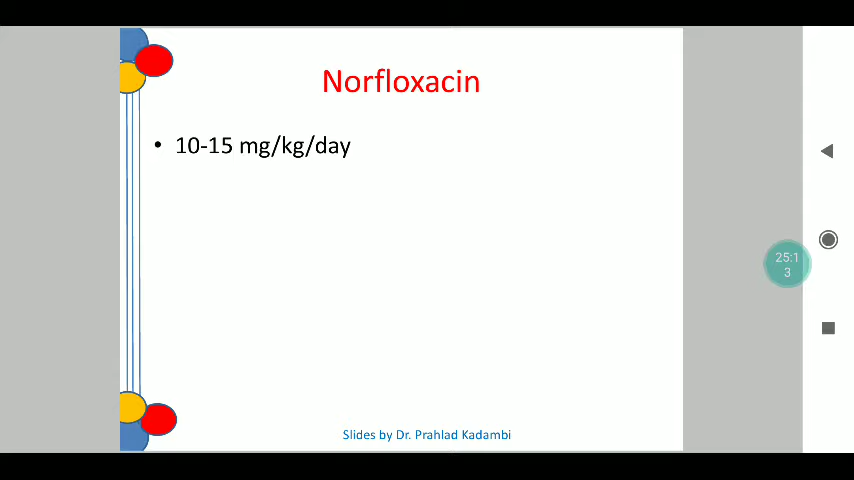 Norfloxacin
• 10-15 mg/kg/day
25:1
3
Slides by Dr. Prahlad Kadambi